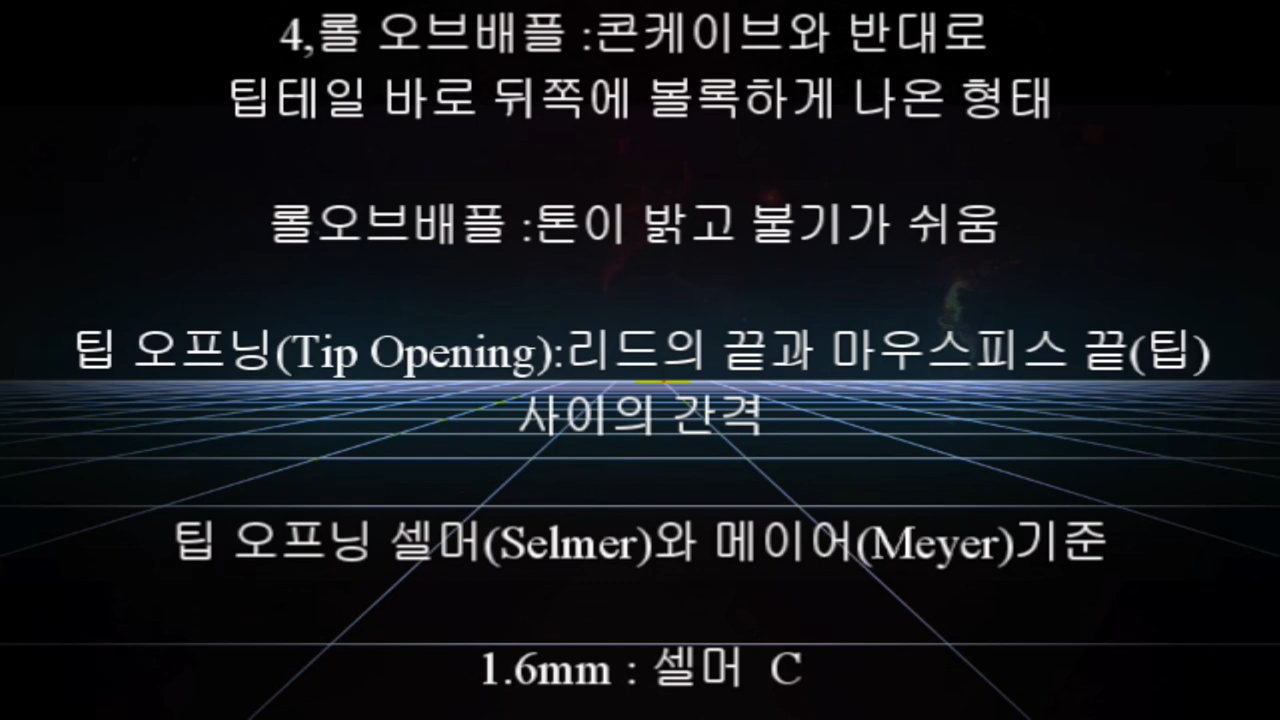 4,롤 오브배플 :콘케이브와 반대로
팁테일 바로 뒤쪽에 볼록하게 나온 형태
롤오브배플 :톤이 밝고 불기가 쉬움
팁 오프닝(Tip Opening):리드의 끝과 마우스피스 끝(팁)
사이의 간격
팁 오프닝 셀머(Selmer)와 메이어(Meyer)기준
1.6mm : 셀머 C